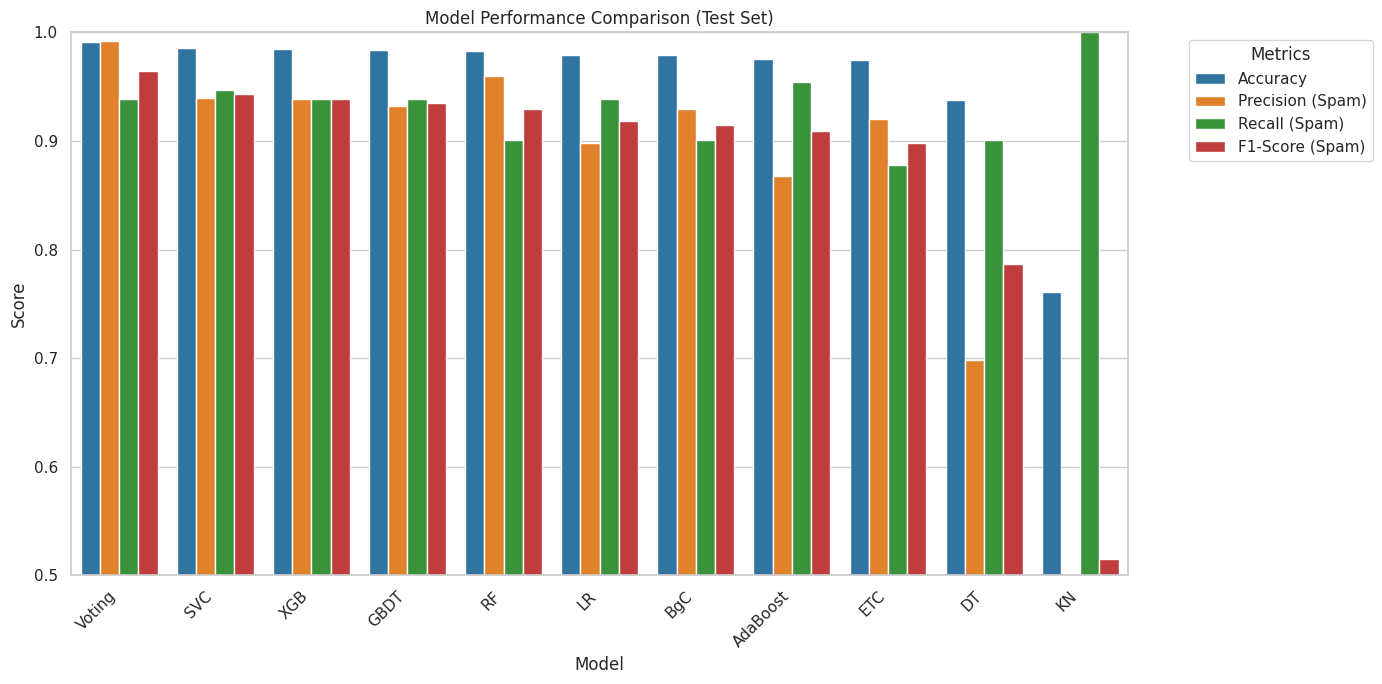 Model Performance Comparison (Test Set)
Metrics
Accuracy
Precision (Spam)
Recall (Spam)
F1-Score (Spam)
Score
1.0
0.9
0.8
0.7
0.6
0.5
Voting
SVC
XGB
GBDT
RF
LR
BgC
AdaBoost
ETC
DT
KN
Model